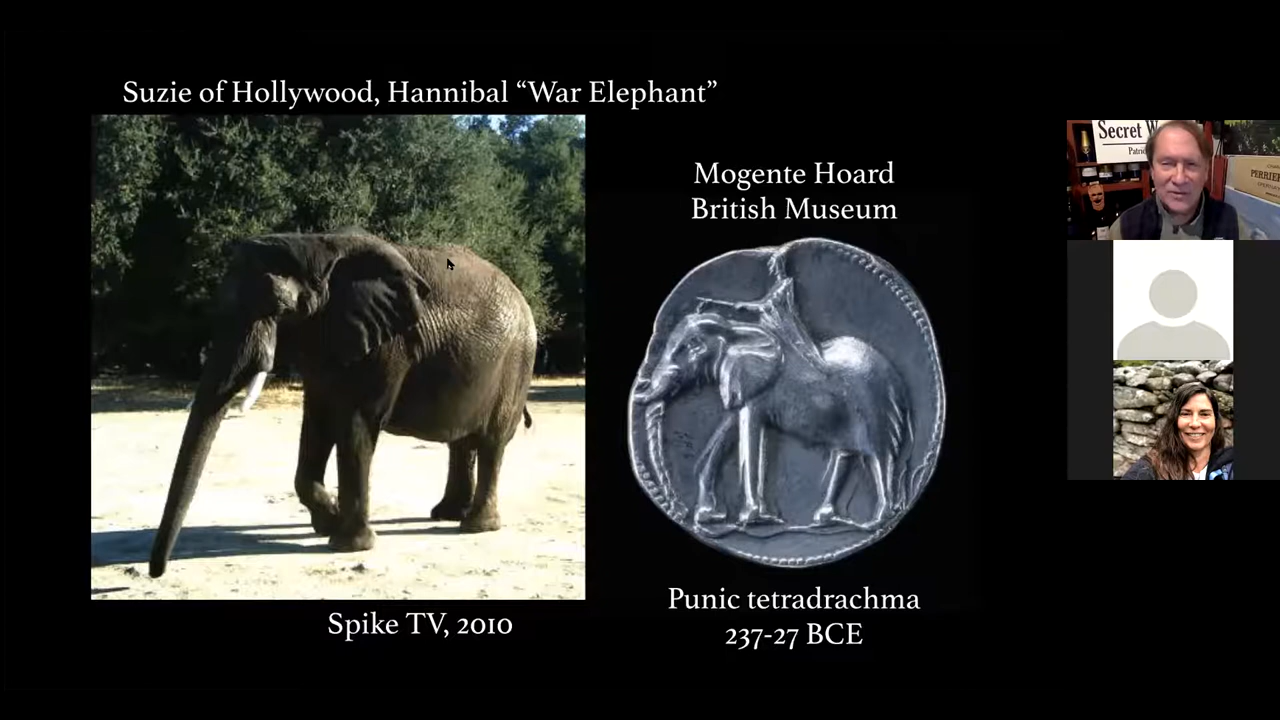 Suzie of Hollywood, Hannibal “War Elephant”
Mogente Hoard
British Museum
Punic tetradrachma
237-27 BCE
Spike TV, 2010
Secret